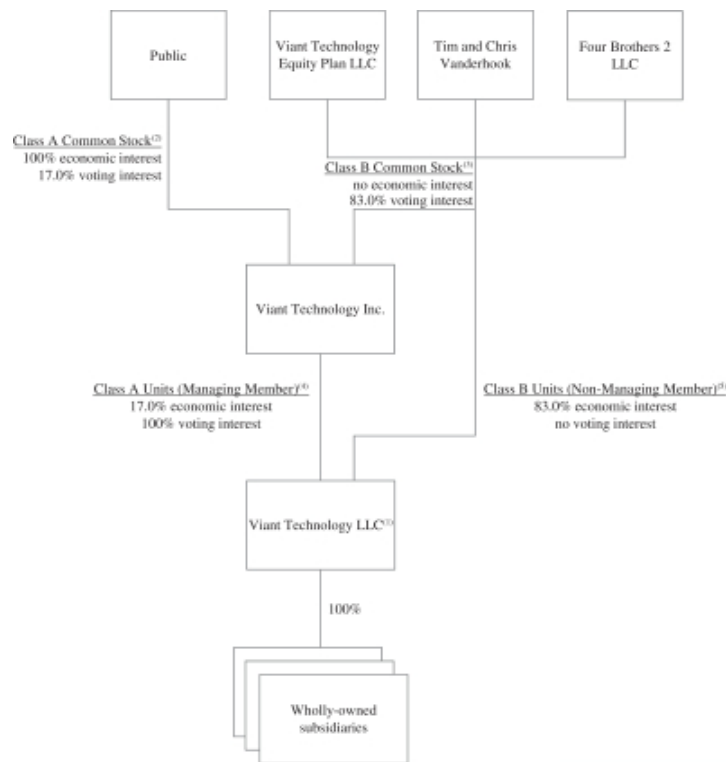 Public
Viant Technology
Equity Plan LLC
Tim and Chris
Vanderhook
Four Brothers 2
LLC
Class A Common Stock(2)
100% economic interest
17.0% voting interest
Class B Common Stock(3)
no economic interest
83.0% voting interest
Viant Technology Inc.
Class A Units (Managing Member)(4)
17.0% economic interest
100% voting interest
Class B Units (Non-Managing Member)(5)
83.0% economic interest
no voting interest
Viant Technology LLC(1)
100%
Wholly-owned
subsidiaries